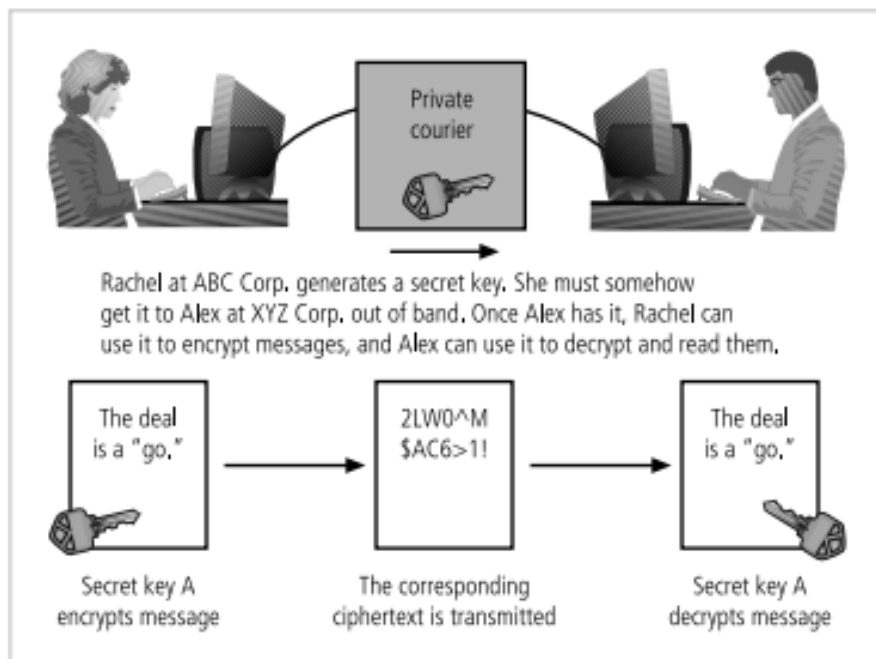 Private
courier
Rachel at ABC Corp. generates a secret key. She must somehow
get it to Alex at XYZ Corp. out of band. Once Alex has it, Rachel can
use it to encrypt messages, and Alex can use it to decrypt and read them.
The deal
is a "go."
2LW0^M
$AC6>1!
The deal
is a "go."
Secret key A
encrypts message
The corresponding
ciphertext is transmitted
Secret key A
decrypts message